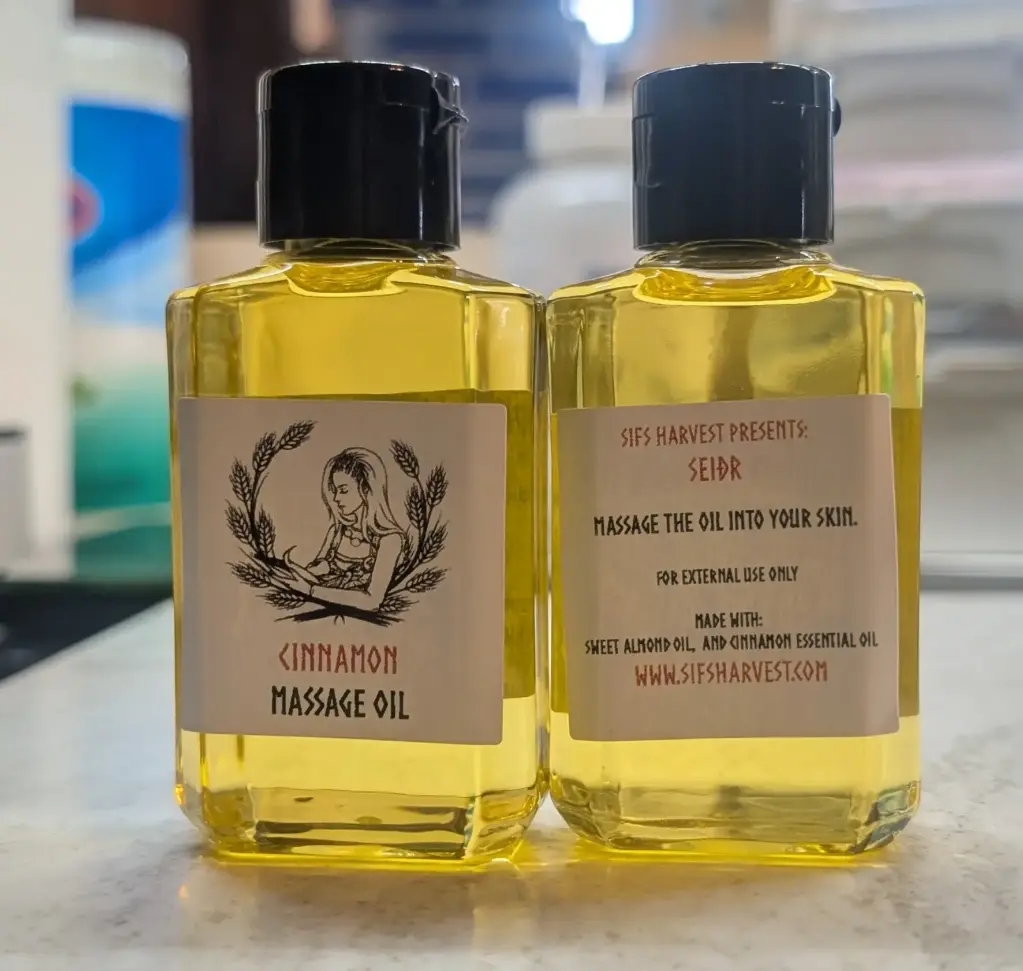 CINNAMON
MASSAGE OIL
SIFS HARVEST PRESENTS:
SEIÐR
MASSAGE THE OIL INTO YOUR SKIN.
FOR EXTERNAL USE ONLY
MADE WITH:
SWEET ALMOND OIL, AND CINNAMON ESSENTIAL OIL
WWW.SIFSHARVEST.COM